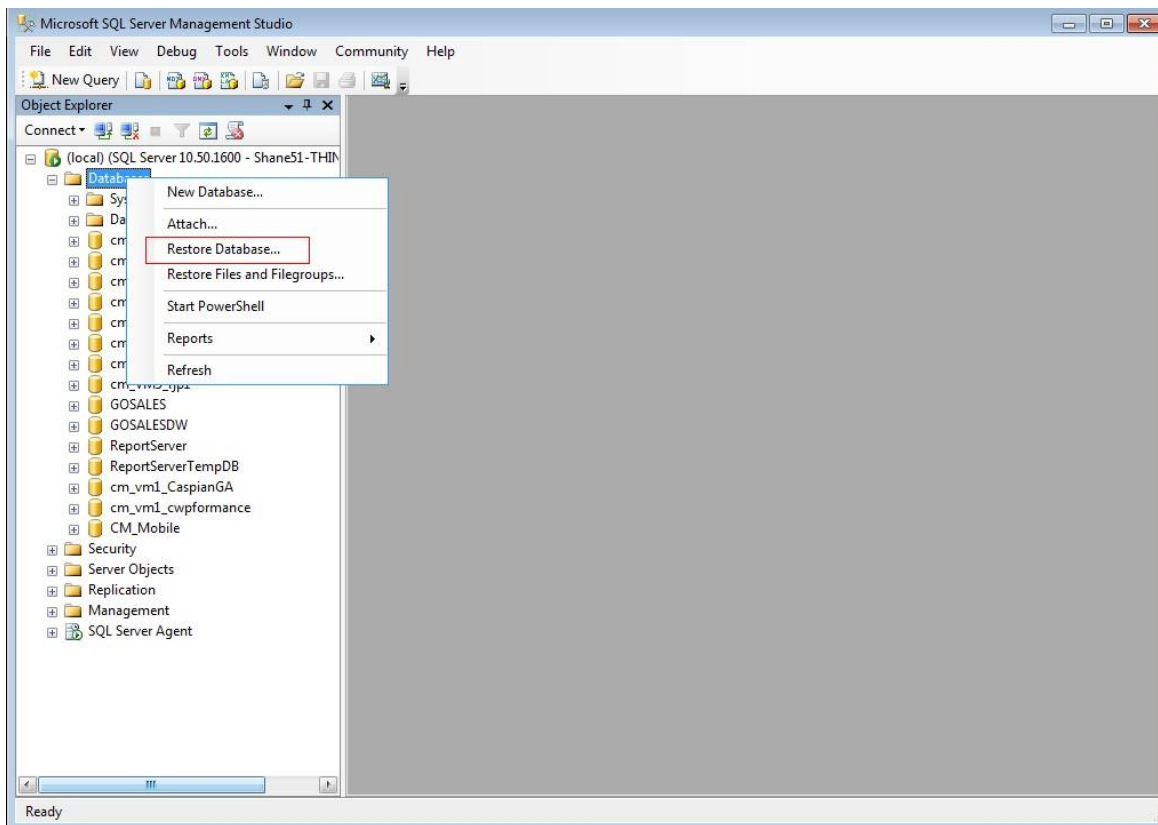 Microsoft SQL Server Management Studio
File Edit View Debug Tools Window Community Help
New Query
Object Explorer
Connect
(local) (SQL Server 10.50.1600 - Shane51-THIN
New Database...
Attach...
Restore Database...
Restore Files and Filegroups...
Start PowerShell
Reports
Refresh
GOSALES
GOSALESDW
ReportServer
ReportServerTempDB
cm_vm1_CaspianGA
cm_vm1_cwpformance
CM_Mobile
Security
Server Objects
Replication
Management
SQL Server Agent
Ready